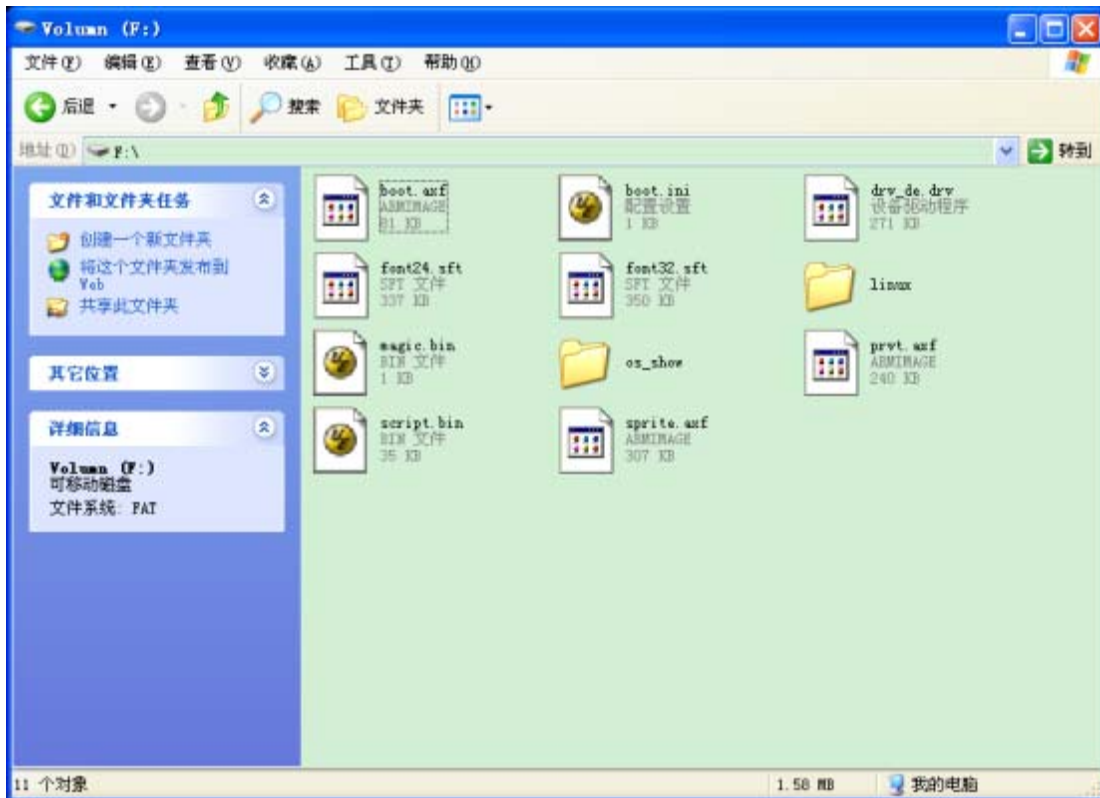 Volumn (F:)
文件(F) 编辑(E) 查看(V) 收藏(A) 工具(T) 帮助(H)
后退 搜索 文件夹
地址(D) F:\ 转到
文件和文件夹任务
创建一个新文件夹
将这个文件夹发布到
Web
共享此文件夹
其它位置
详细信息
Volumn (F:)
可移动磁盘
文件系统: FAT
boot.axf
ARMIMAGE
81 KB
boot.ini
配置设置
1 KB
drv_de.drv
设备驱动程序
271 KB
font24.sft
SFT 文件
337 KB
font32.sft
SFT 文件
350 KB
linux
magic.bin
BIN 文件
1 KB
os_show
prvt.axf
ARMIMAGE
240 KB
script.bin
BIN 文件
35 KB
sprite.axf
ARMIMAGE
307 KB
11 个对象 1.58 MB 我的电脑